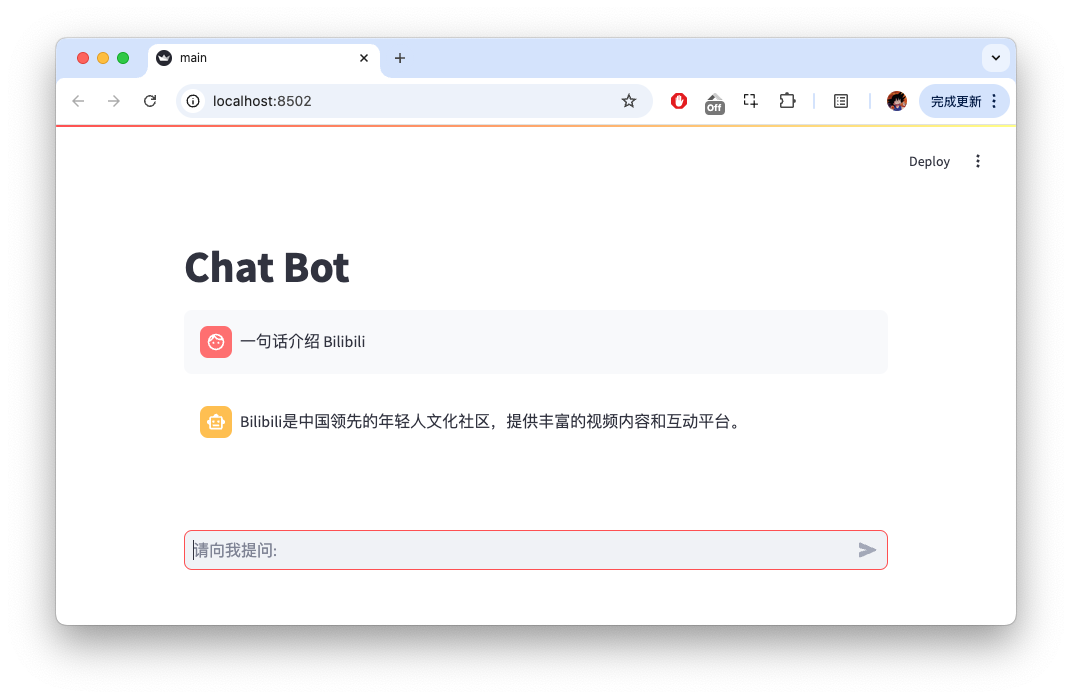 main
localhost:8502
Off
完成更新
Deploy
Chat Bot
一句话介绍 Bilibili
Bilibili是中国领先的年轻人文化社区，提供丰富的视频内容和互动平台。
请向我提问: